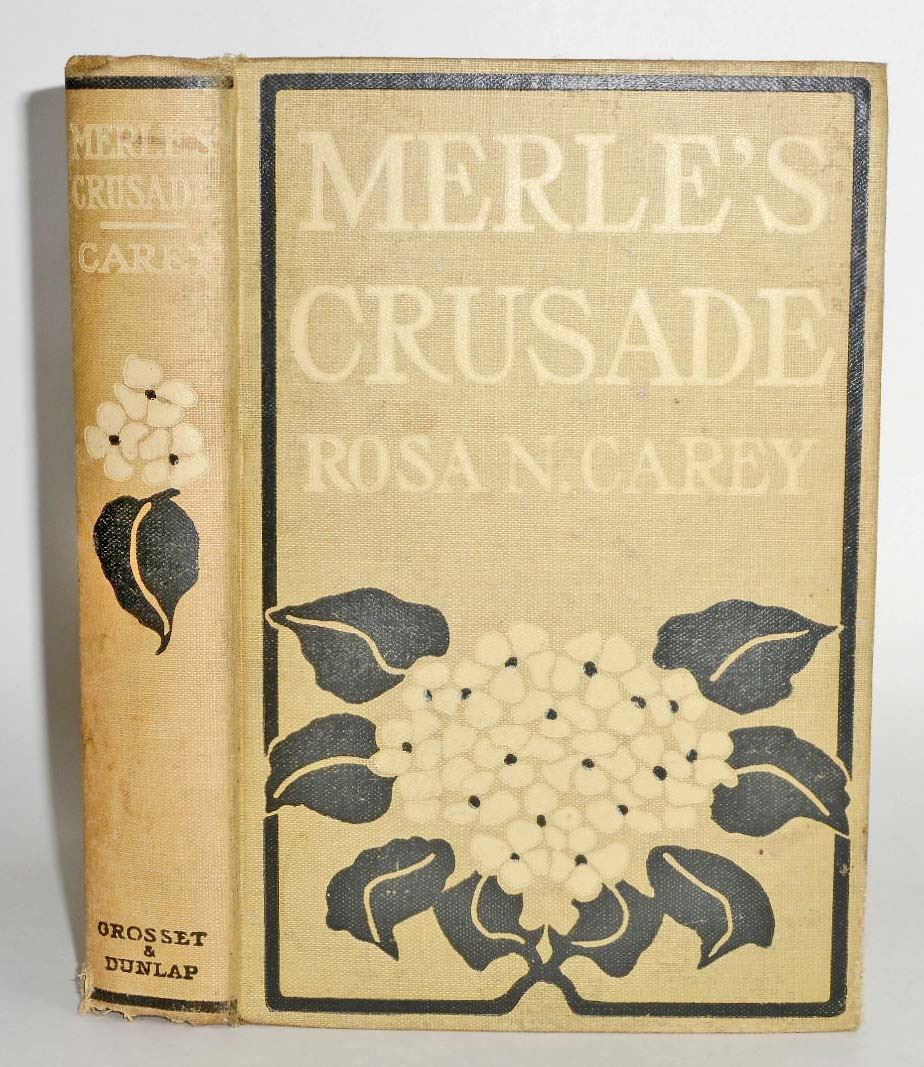 MERLE'S
CRUSADE
CAREY
GROSSET
&
DUNLAP
MERLE'S
CRUSADE
ROSA N. CAREY